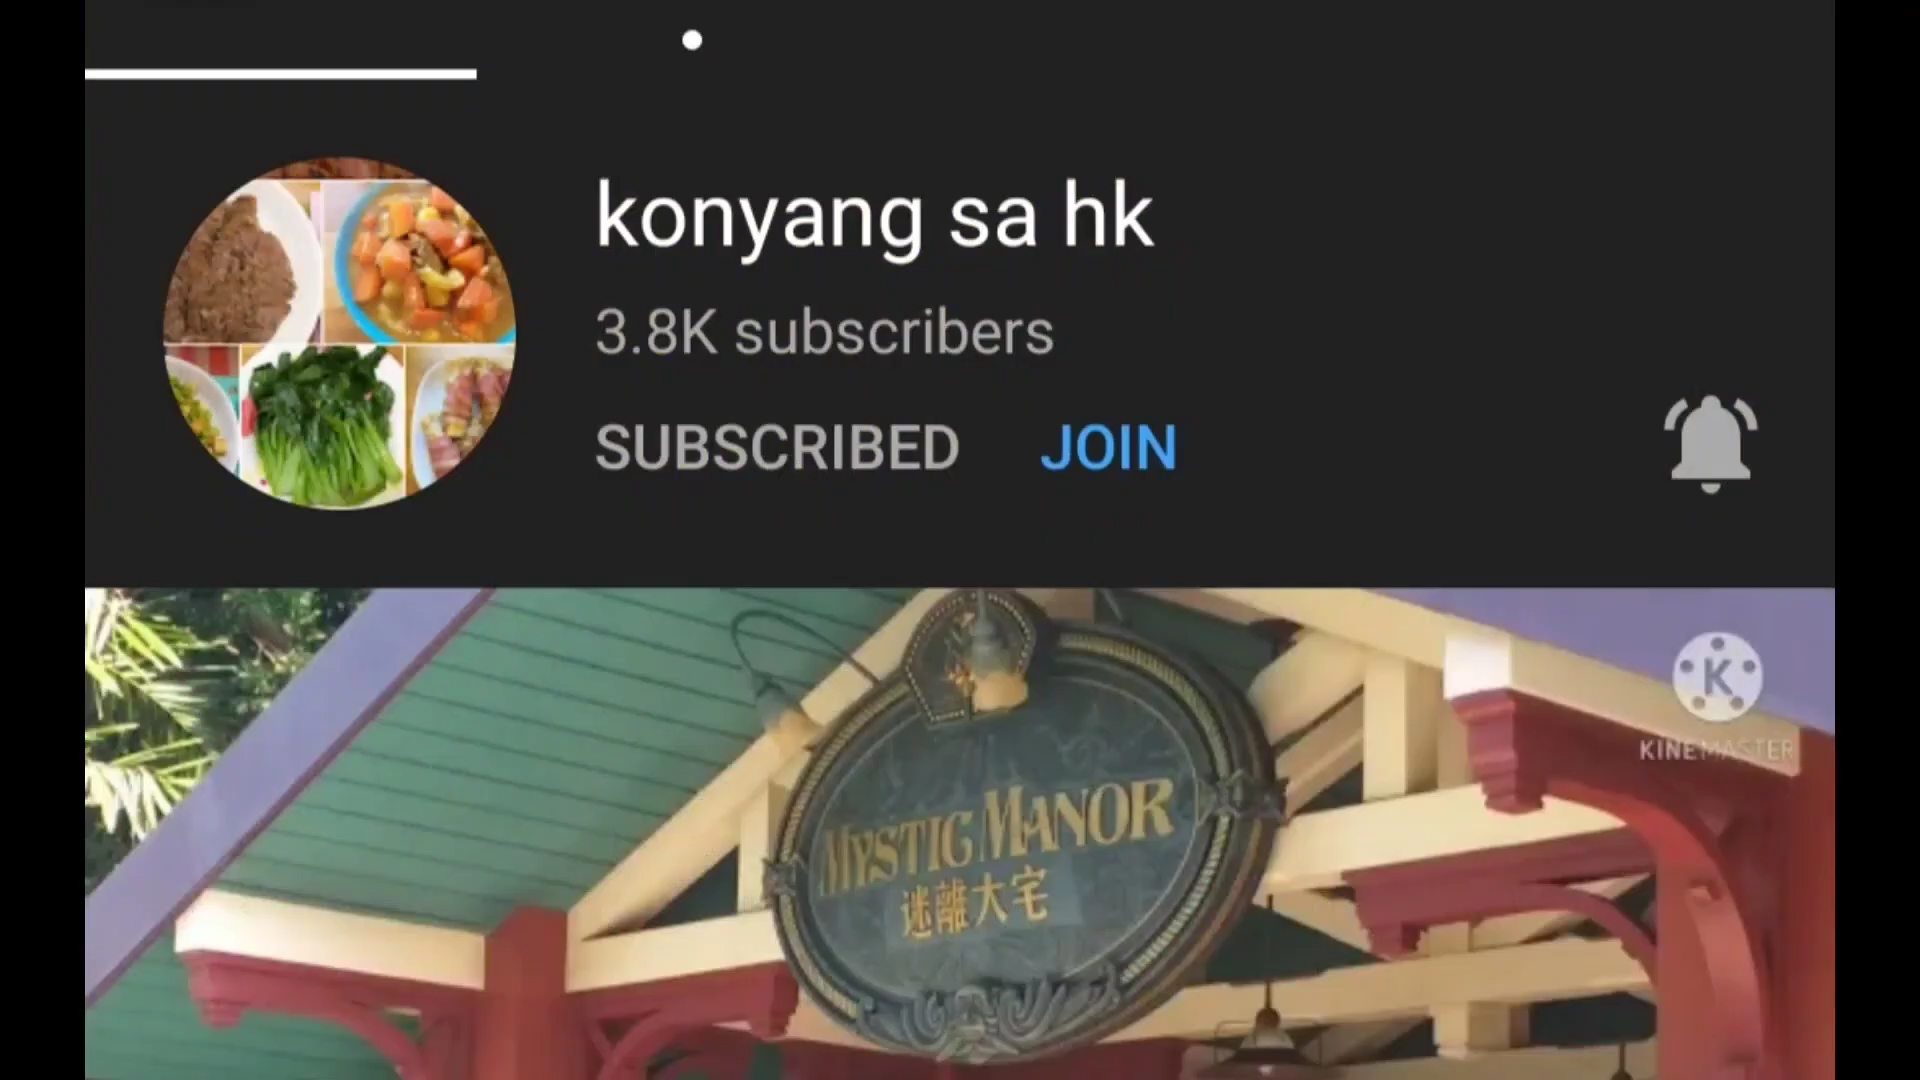 konyang sa hk
3.8K subscribers
SUBSCRIBED JOIN
K
KINEMASTER
MYSTIC MANOR
迷離大宅